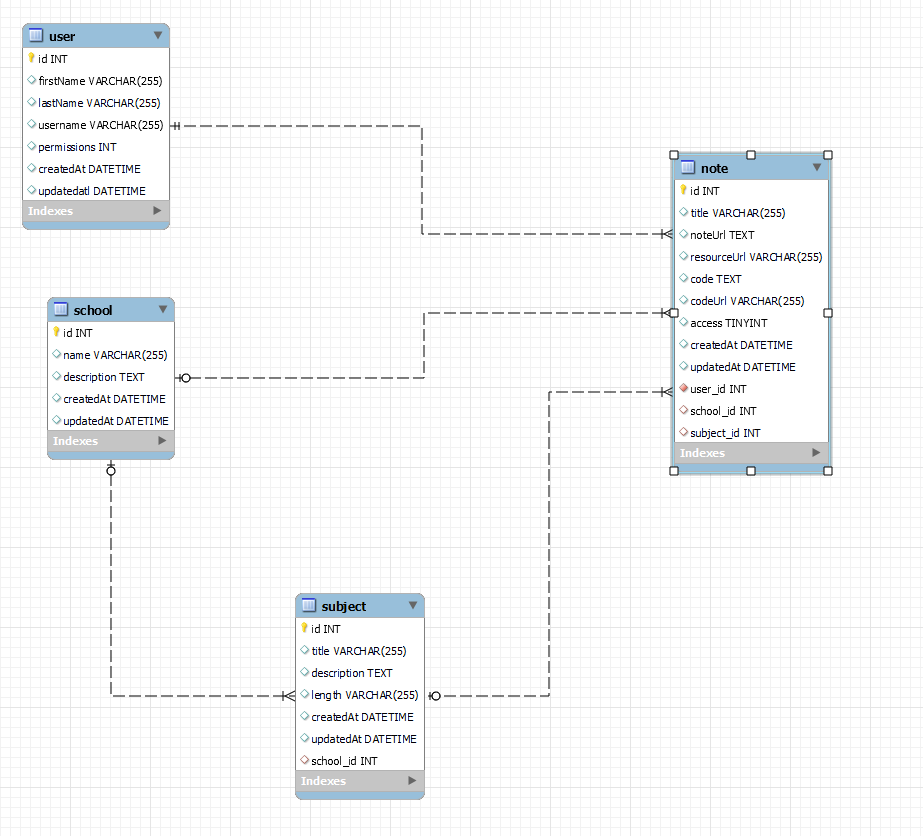 user
id INT
firstName VARCHAR(255)
lastName VARCHAR(255)
username VARCHAR(255)
permissions INT
createdAt DATETIME
updatedatl DATETIME
Indexes
note
id INT
title VARCHAR(255)
noteUrl TEXT
resourceUrl VARCHAR(255)
code TEXT
codeUrl VARCHAR(255)
access TINYINT
createdAt DATETIME
updatedAt DATETIME
user_id INT
school_id INT
subject_id INT
Indexes
school
id INT
name VARCHAR(255)
description TEXT
createdAt DATETIME
updatedAt DATETIME
Indexes
subject
id INT
title VARCHAR(255)
description TEXT
length VARCHAR(255)
createdAt DATETIME
updatedAt DATETIME
school_id INT
Indexes